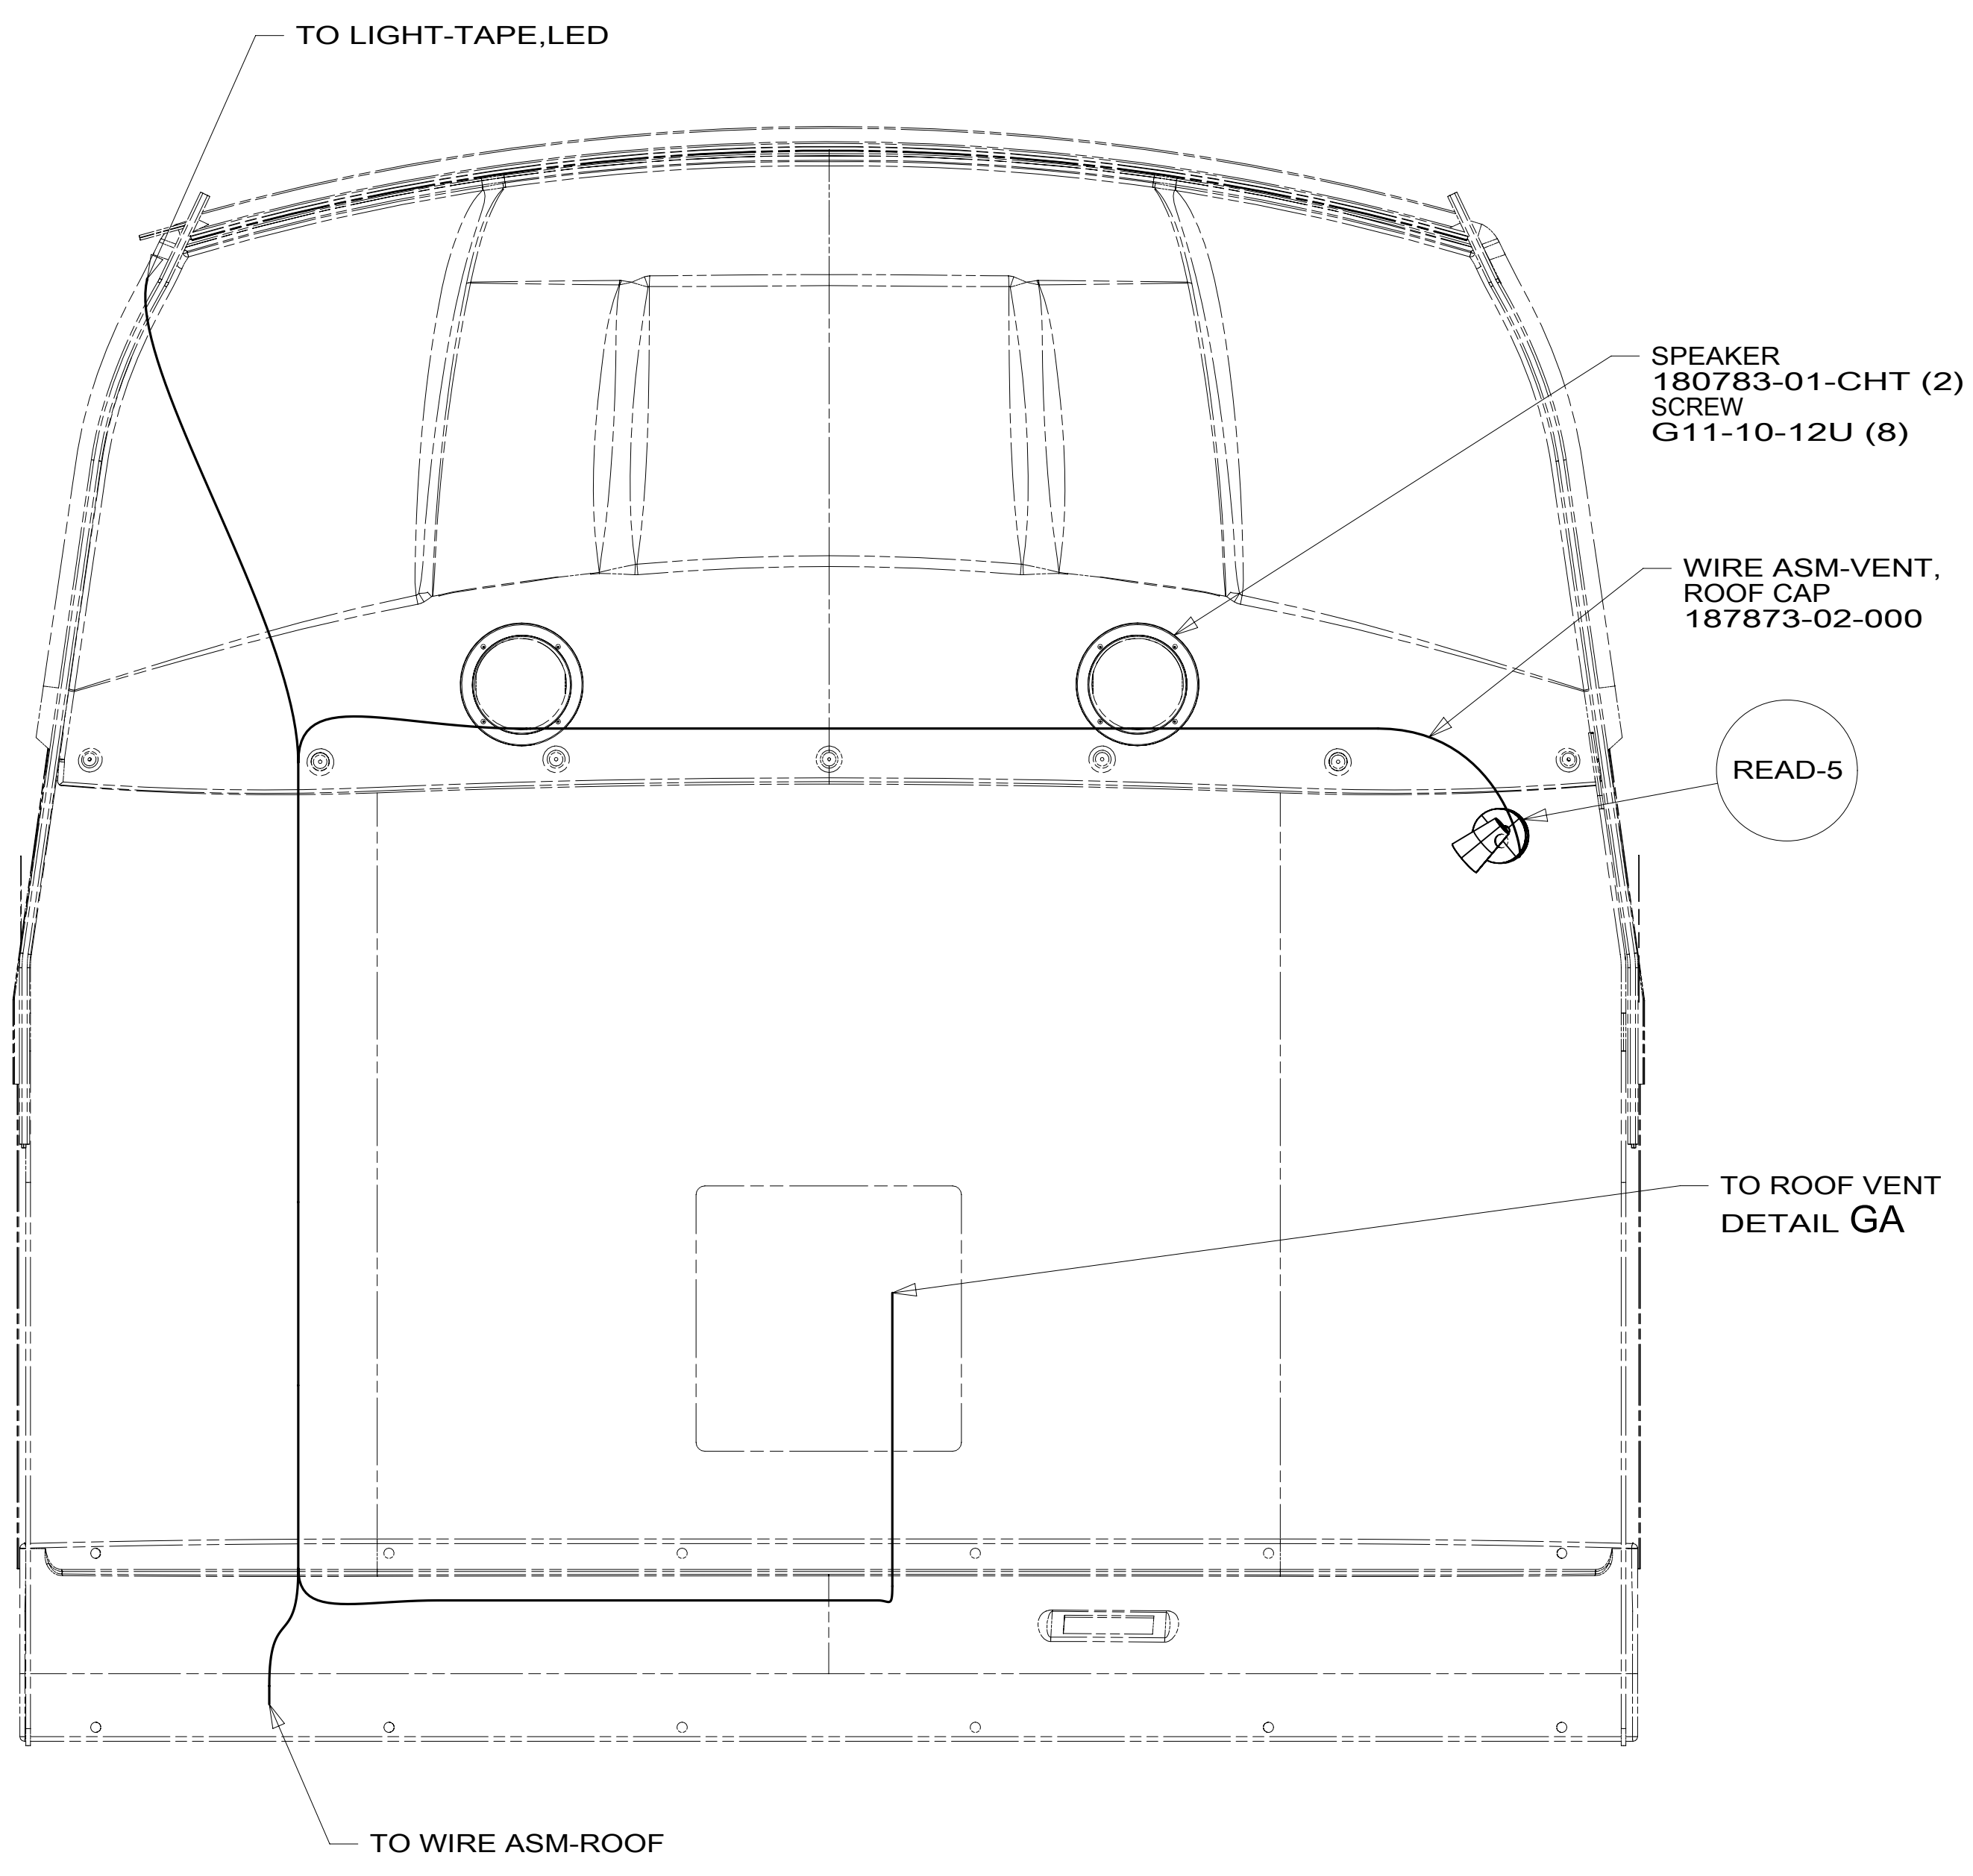 TO LIGHT-TAPE,LED
SPEAKER
180783-01-CHT (2)
SCREW
G11-10-12U (8)
WIRE ASM-VENT,
ROOF CAP
187873-02-000
READ-5
TO ROOF VENT
DETAIL GA
TO WIRE ASM-ROOF